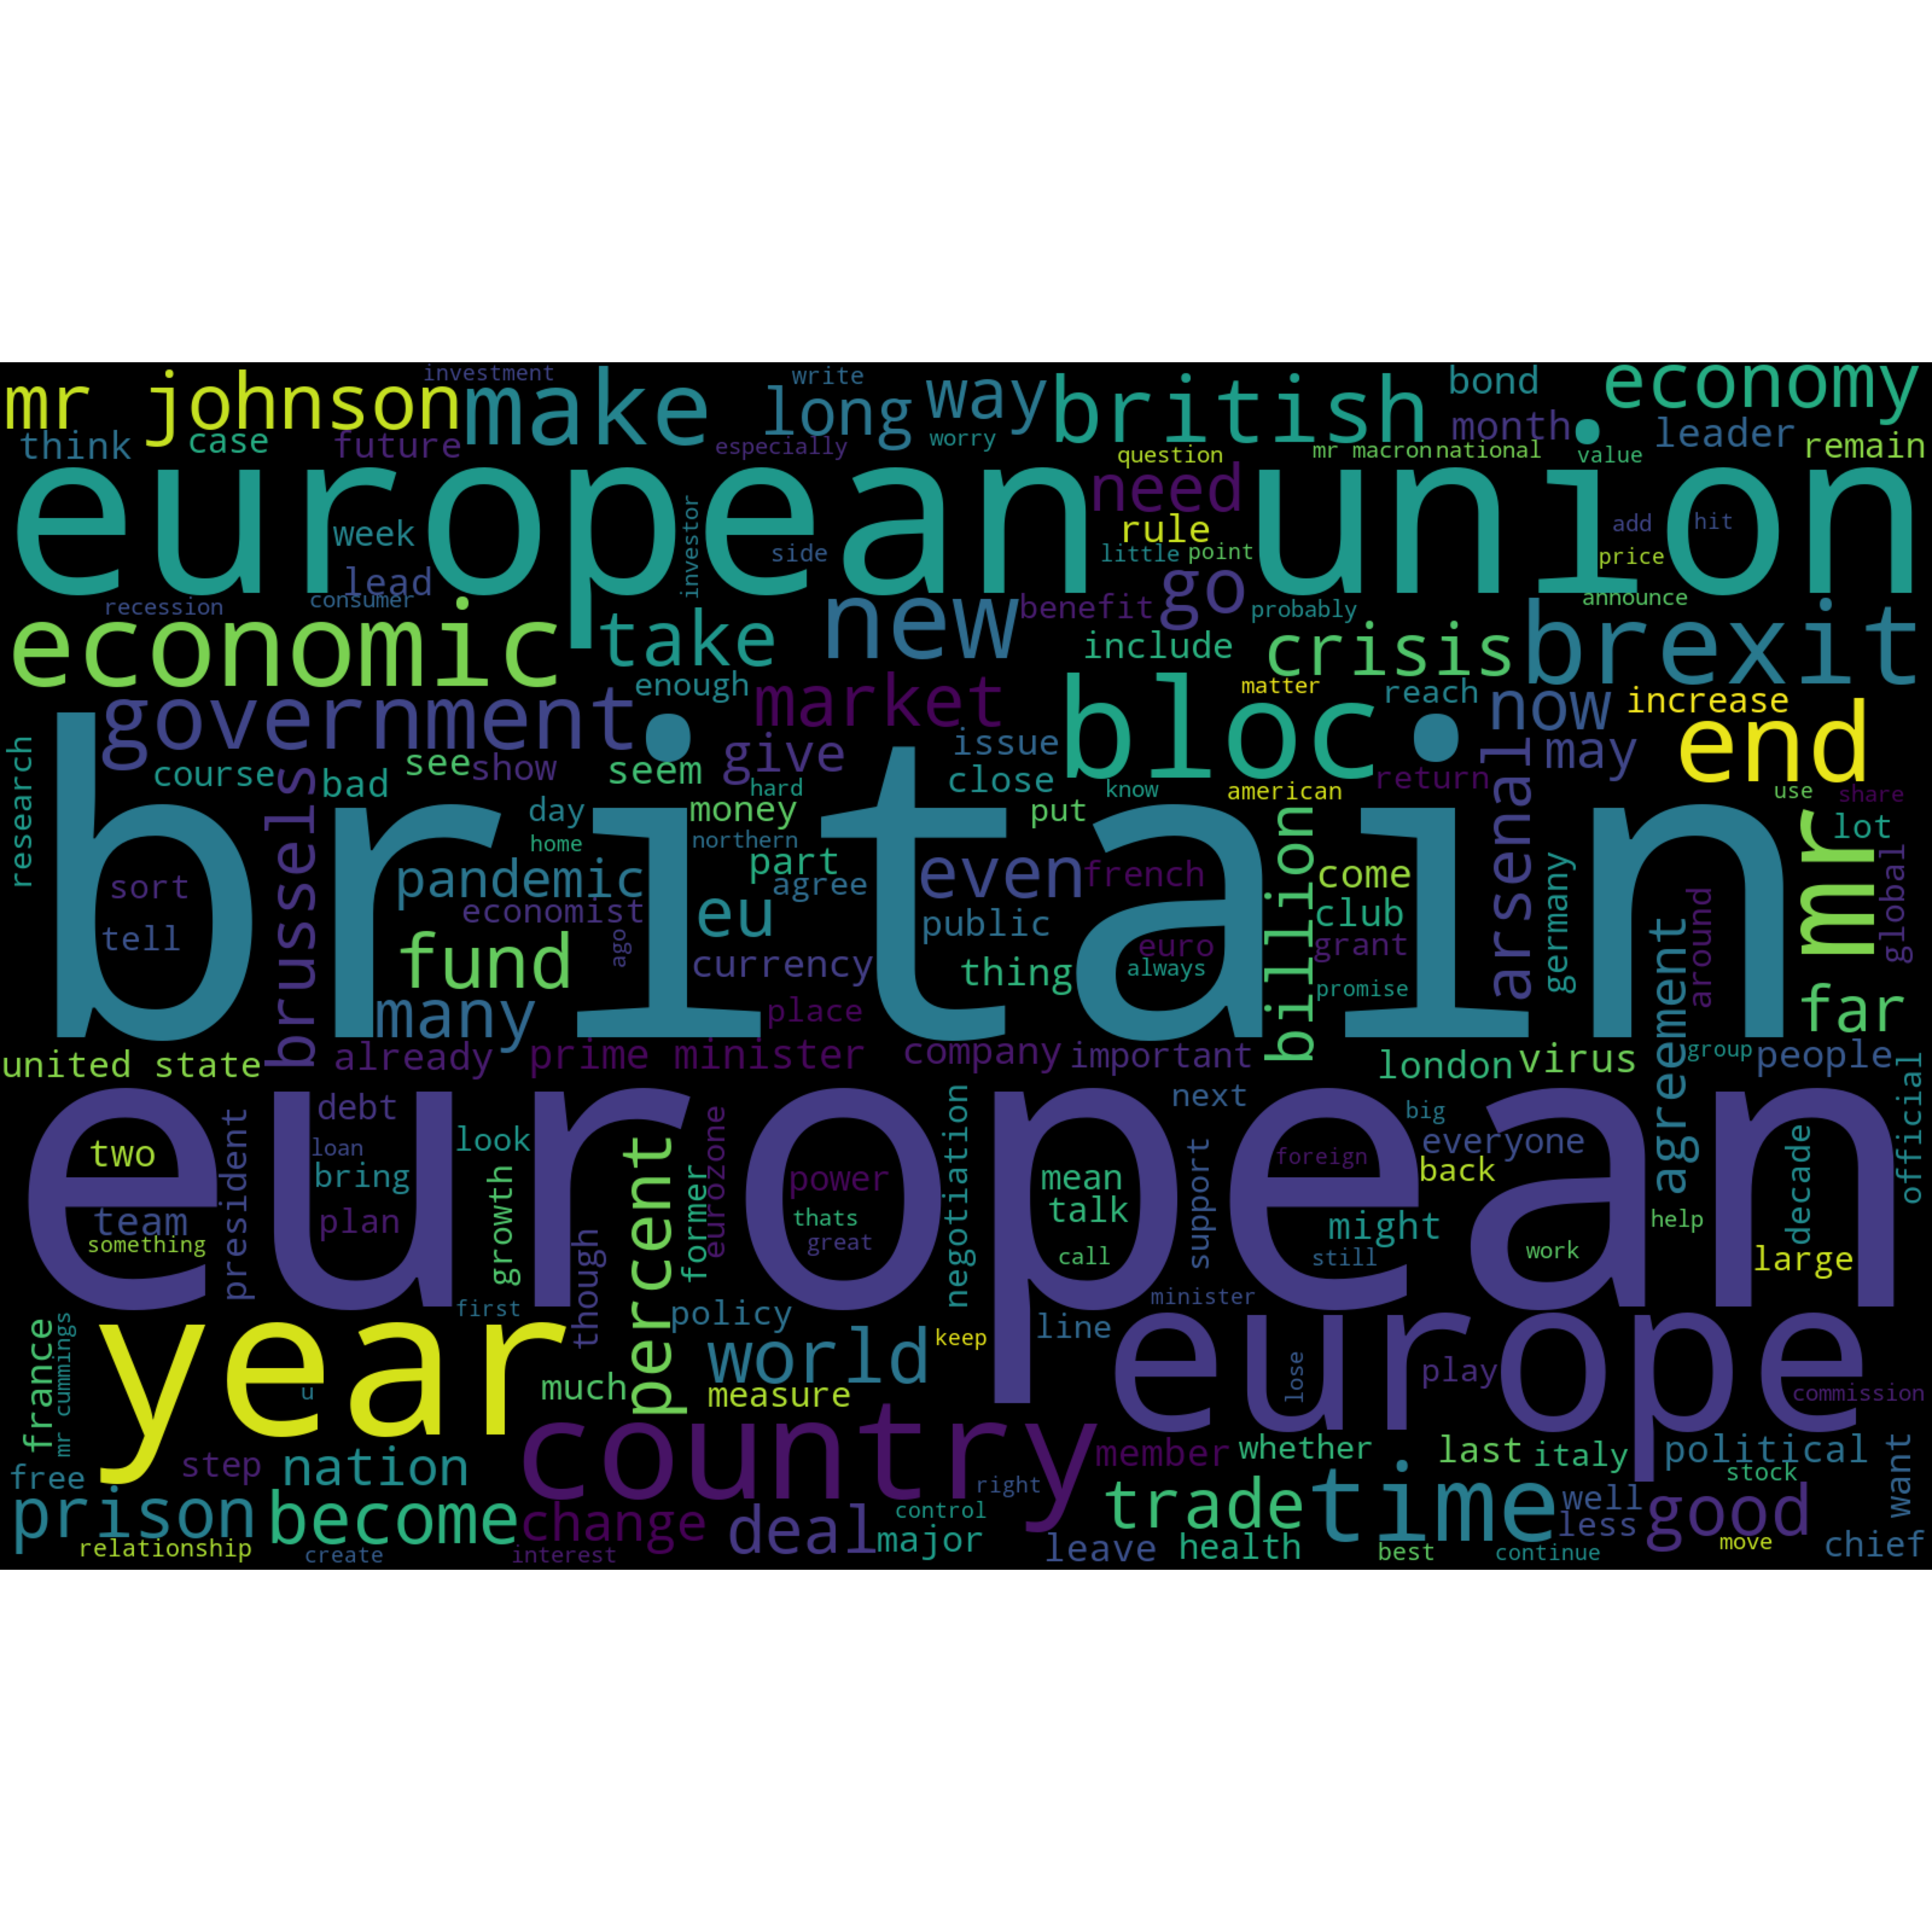 investment
write
mr johnson
make
long
way
british
bond
economy
think
case
future
especially
worry
question
mr macron
national
month
value
leader
remain
european union
need
week
investor
side
rule
little
point
add
hit
price
lead
recession
consumer
new
benefit
go
probably
announce
economic
take
include
crisis
brexit
enough
government
market
matter
bloc
reach
now
increase
end
research
course
bad
see
show
seem
give
issue
close
return
may
brussels
hard
know
american
arsenal
use
share
britain
day
money
put
billion
mr
lot
home
northern
sort
pandemic
part
agree
even
french
come
germany
global
tell
economist
eu
public
club
fund
ago
currency
euro
grant
around
thing
always
promise
many
place
agreement
far
united state
already
prime minister
company
important
london
virus
group
people
official
european
debt
look
percent
former
eurozone
negotiation
next
big
everyone
two
loan
president
bring
growth
power
mean
support
foreign
back
decade
team
plan
though
thats
talk
might
help
something
great
call
still
work
large
first
policy
minister
france
mr cummings
year
world
keep
line
europe
u
much
measure
lose
play
commission
country
member
whether
last
italy
political
want
free
step
nation
right
stock
prison
become
change
deal
control
major
trade
time
well
less
good
relationship
create
interest
leave
health
best
continue
move
chief